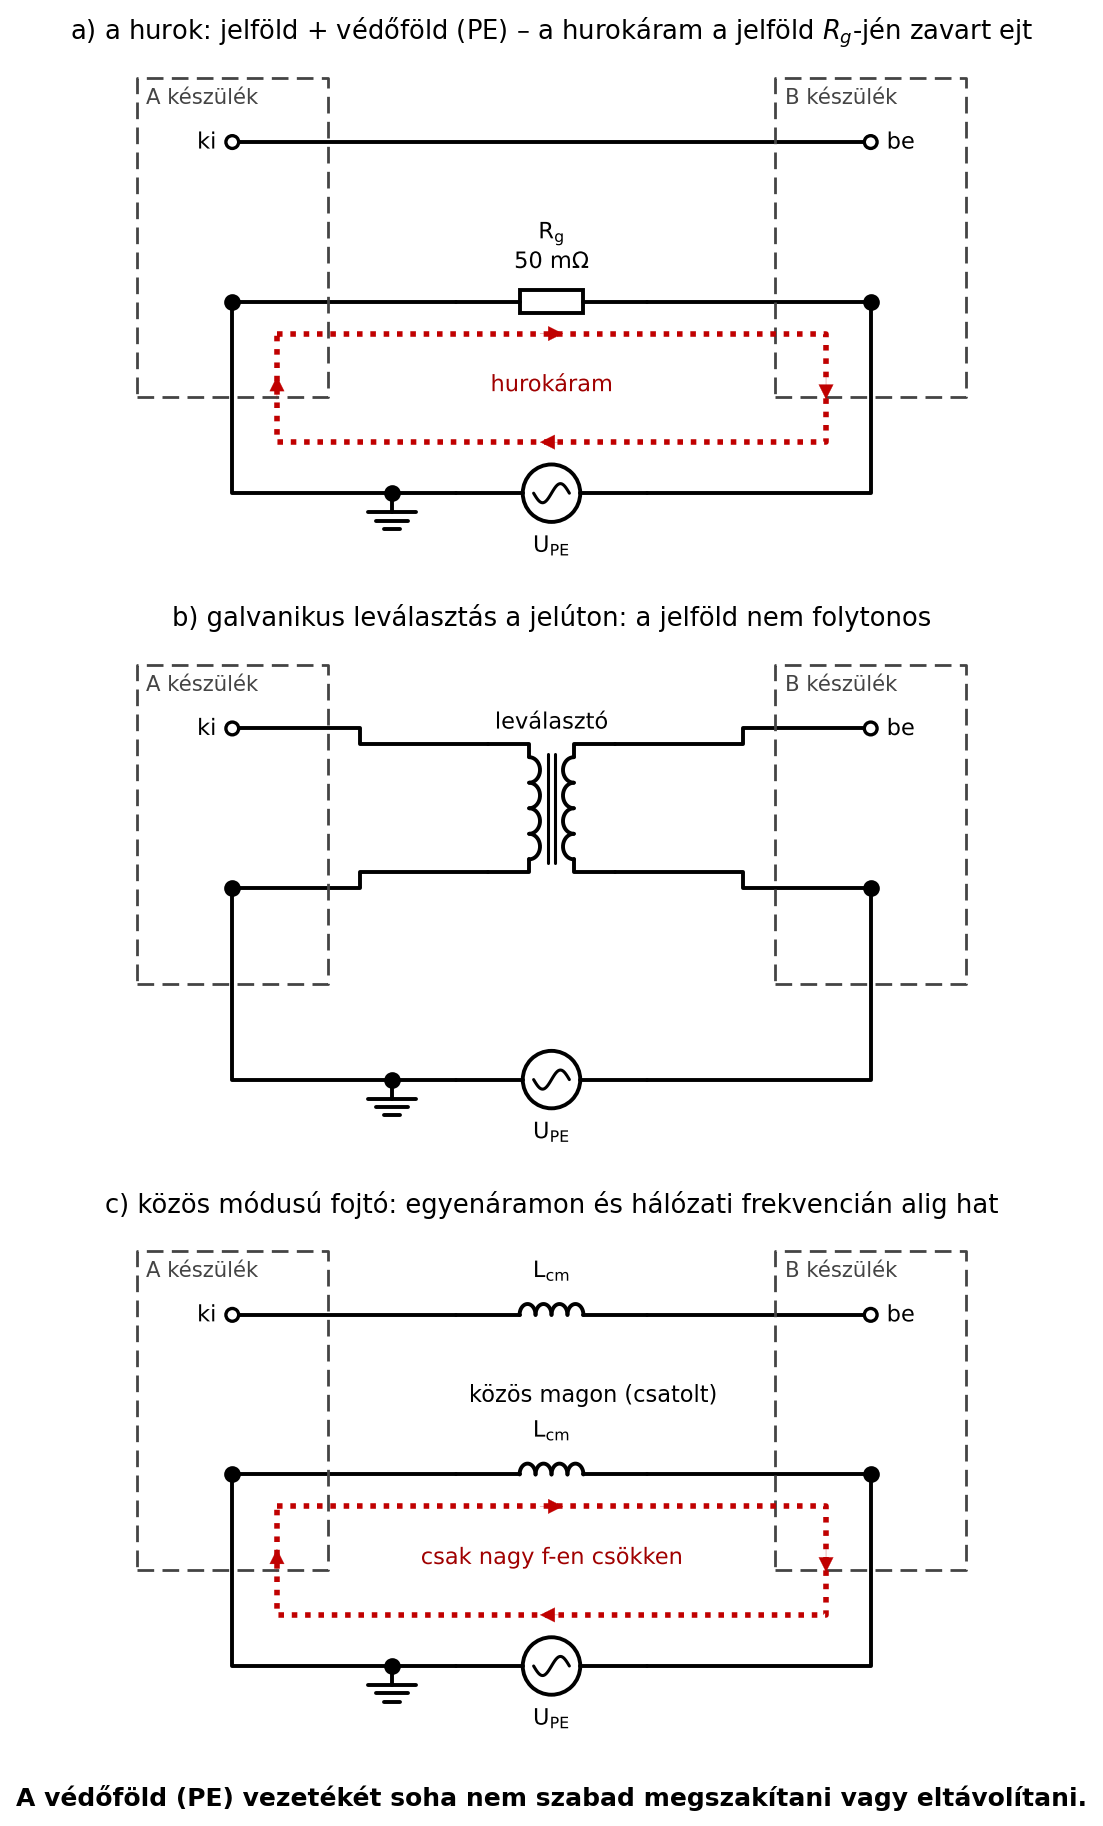 a) a hurok: jelföld + védőföld (PE) – a hurokáram a jelföld Rg-jén zavart ejt
A készülék
B készülék
ki
be
Rg
50 mΩ
hurokáram
UPE
b) galvanikus leválasztás a jelúton: a jelföld nem folytonos
A készülék
B készülék
ki
leválasztó
be
UPE
c) közös módusú fojtó: egyenáramon és hálózati frekvencián alig hat
A készülék
Lcm
B készülék
ki
be
közös magon (csatolt)
Lcm
csak nagy f-en csökken
UPE
A védőföld (PE) vezetékét soha nem szabad megszakítani vagy eltávolítani.